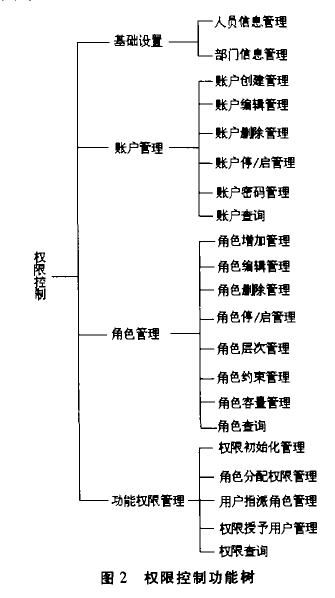 基础设置
人员信息管理
部门信息管理
账户管理
账户创建管理
账户编辑管理
账户删除管理
账户停/启管理
账户密码管理
账户查询
权限控制
角色管理
角色增加管理
角色编辑管理
角色删除管理
角色停/启管理
角色层次管理
角色约束管理
角色容量管理
角色查询
功能权限管理
权限初始化管理
角色分配权限管理
用户指派角色管理
权限授予用户管理
权限查询
图2 权限控制功能树